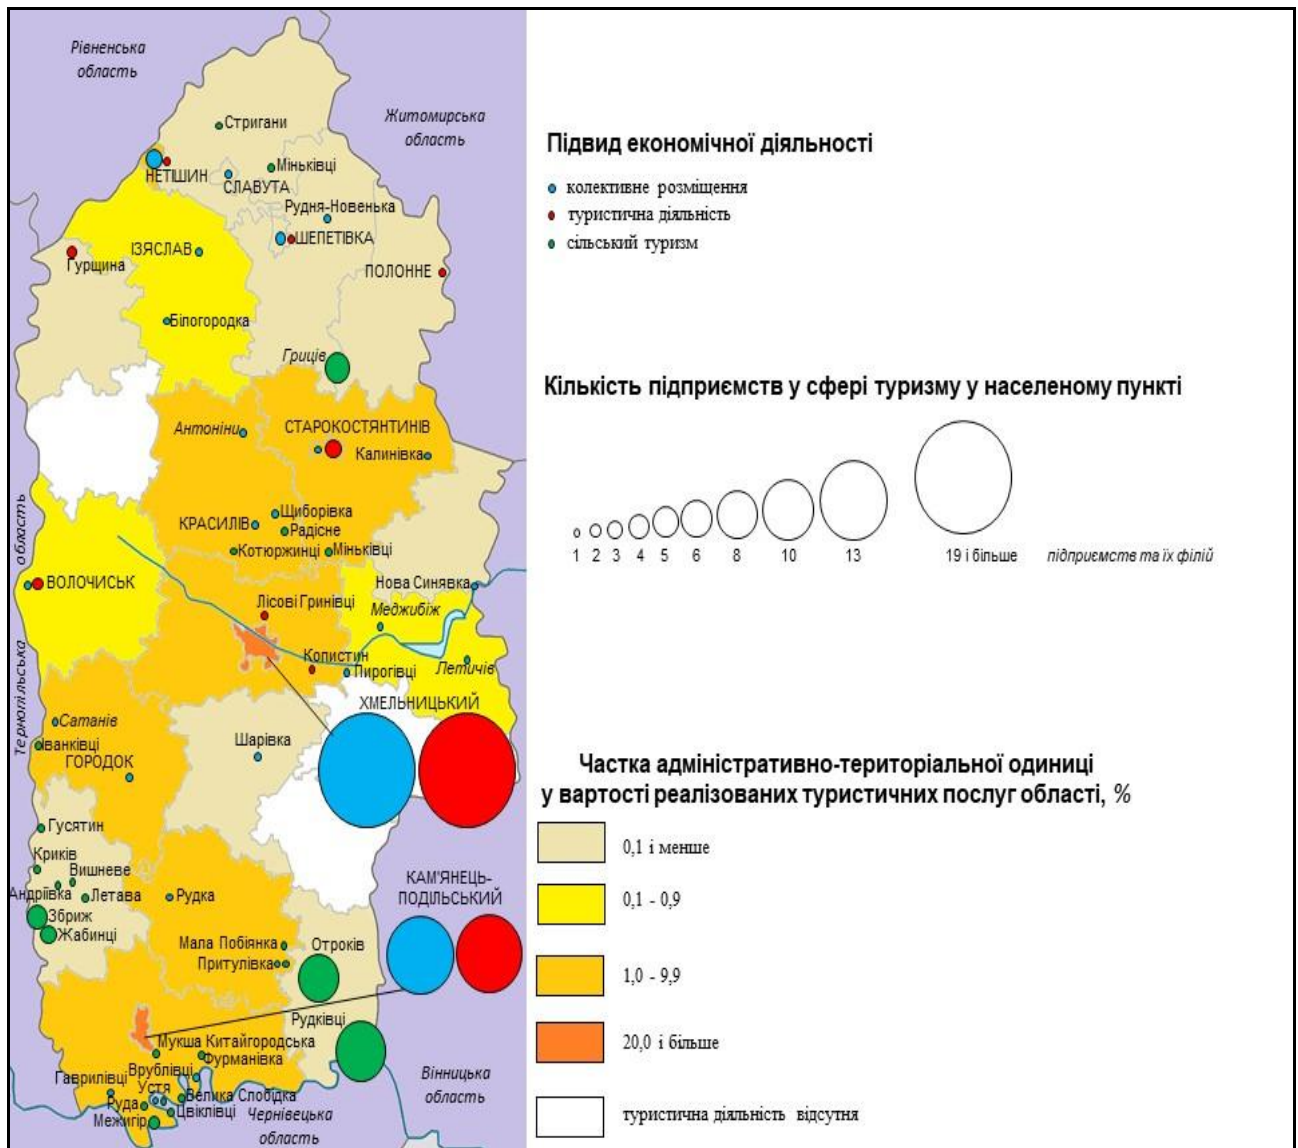 Рівненська
область
Житомирська
область
Стригани
НЕТІШИН
Міньківці
СЛАВУТА
Рудня-Новенька
ШЕПЕТІВКА
ІЗЯСЛАВ
Гурщина
ПОЛОННЕ
Білогородка
Гриців
Антоніни
СТАРОКОСТЯНТИНІВ
Калинівка
Щиборівка
КРАСИЛІВ
Радісне
Котюржинці
Міньківці
Тернопільська область
ВОЛОЧИСЬК
Нова Синявка
Лісові Гринівці
Меджибіж
Копистин
Летичів
Пирогівці
ХМЕЛЬНИЦЬКИЙ
Сатанів
Іванківці
ГОРОДОК
Шарівка
Гусятин
Криків
Вишневе
Андріївка
Летава
Рудка
Збриж
Жабинці
КАМ'ЯНЕЦЬ-
ПОДІЛЬСЬКИЙ
Мала Побіянка
Отроків
Притулівка
Рудківці
Мукша Китайгородська
Фурманівка
Врублівці
Гаврилівці
Устя
Велика Слобідка
Руда
Цвіклівці
Межигір
Вінницька
область
Чернівецька
область
Підвид економічної діяльності
колективне розміщення
туристична діяльність
сільський туризм
Кількість підприємств у сфері туризму у населеному пункті
1 2 3 4 5 6 8 10 13 19 і більше підприємств та їх філій
Частка адміністративно-територіальної одиниці
у вартості реалізованих туристичних послуг області, %
0,1 і менше
0,1 - 0,9
1,0 - 9,9
20,0 і більше
туристична діяльність відсутня